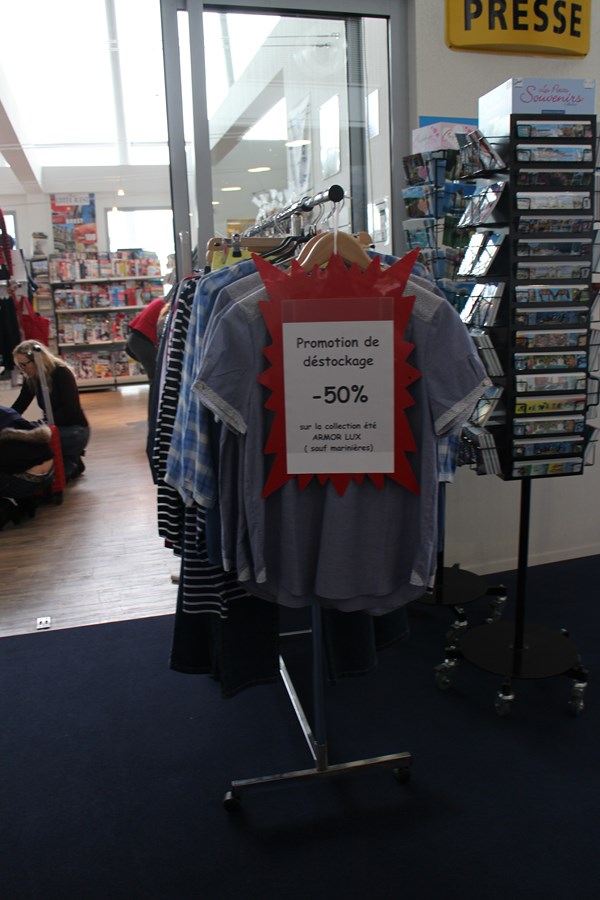 PRESSE
Les Petits
Souvenirs
Promotion de
déstockage
-50%
sur la collection été
ARMOR LUX
( sauf marinières)